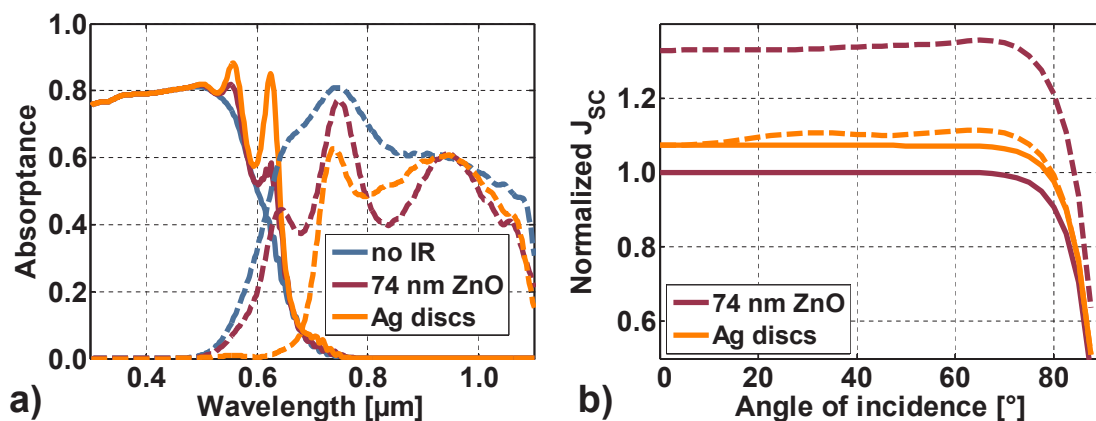 1.0
0.8
0.6
0.4
0.2
0.0
Absorptance
no IR
74 nm ZnO
Ag discs
0.4 0.6 0.8 1.0
Wavelength [µm]
a)
1.2
1.0
0.8
0.6
Normalized JSC
74 nm ZnO
Ag discs
0 20 40 60 80
Angle of incidence [°]
b)